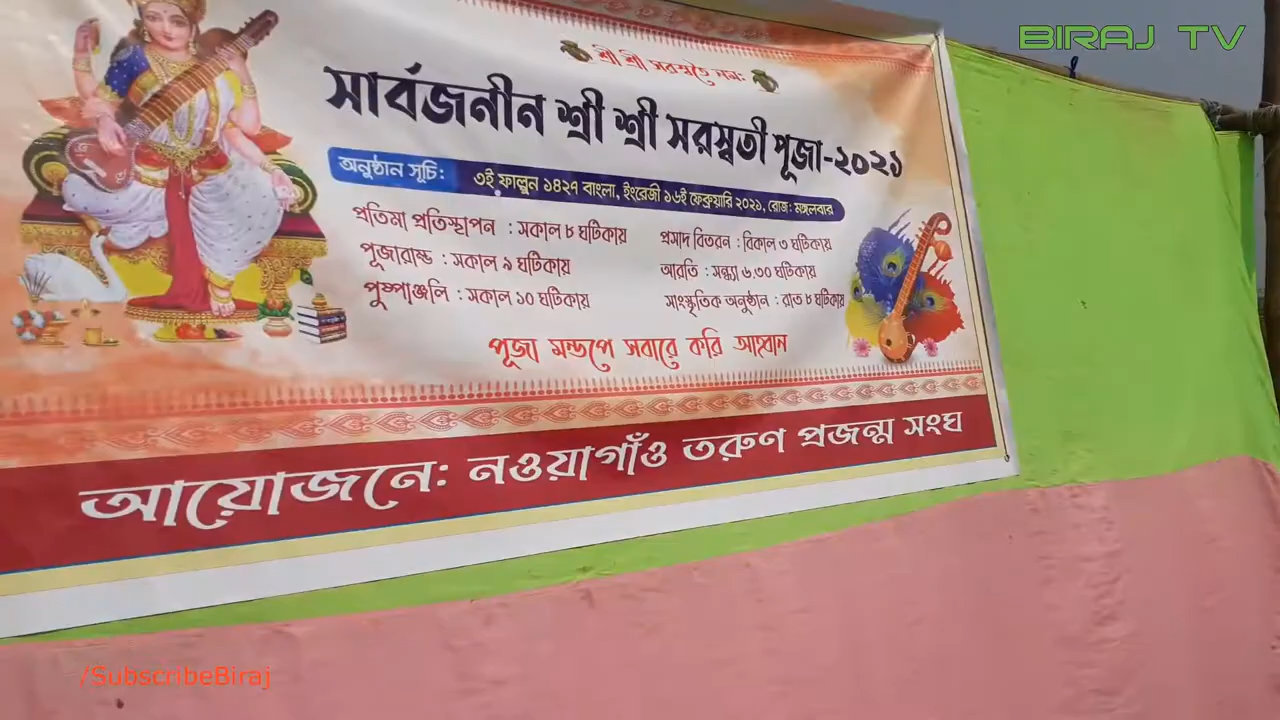 BIRAJ TV
শ্রী শ্রী সরস্বতৈ নমঃ
সার্বজনীন শ্রী শ্রী সরস্বতী পূজা-২০২১
অনুষ্ঠান সূচি: ৩ই ফাল্গুন ১৪২৭ বাংলা, ইংরেজী ১৬ই ফেব্রুয়ারি ২০২১, রোজ: মঙ্গলবার
প্রতিমা প্রতিস্থাপন : সকাল ৮ ঘটিকায়
পূজারাম্ভ : সকাল ৯ ঘটিকায়
পুষ্পাঞ্জলি : সকাল ১০ ঘটিকায়
প্রসাদ বিতরন : বিকাল ৩ ঘটিকায়
আরতি : সন্ধ্যা ৬.৩০ ঘটিকায়
সাংস্কৃতিক অনুষ্ঠান : রাত ৮ ঘটিকায়
পূজা মন্ডপে সবারে করি আহবান
আয়োজনে: নওয়াগাঁও তরুণ প্রজন্ম সংঘ
/SubscribeBiraj